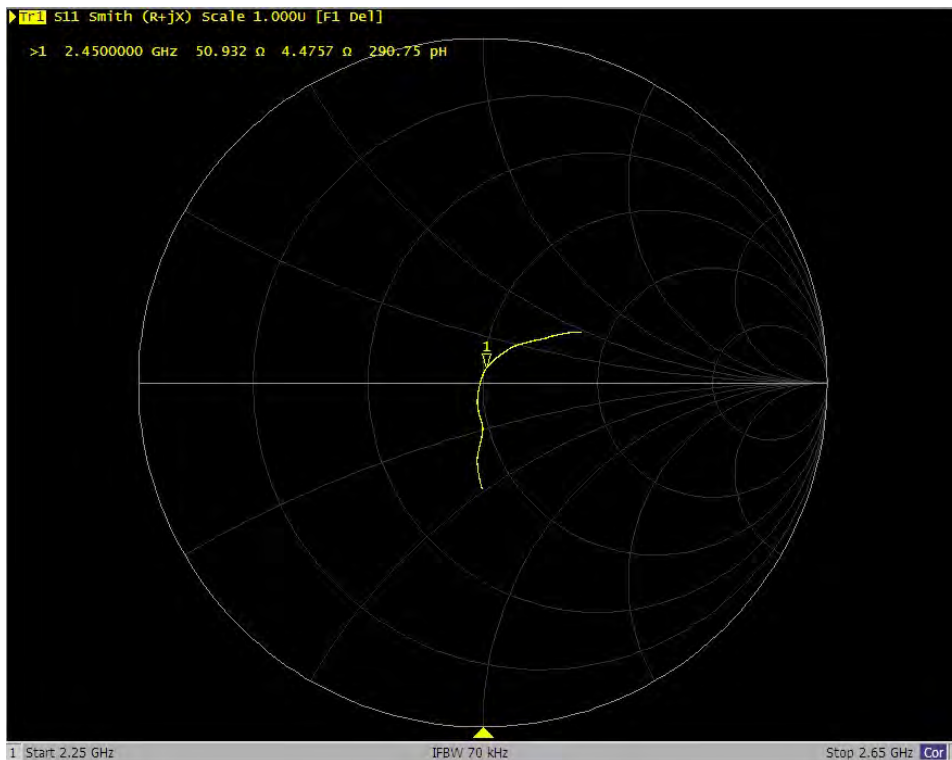 Tr1 S11 Smith (R+jX) Scale 1.000U [F1 Del]
>1 2.4500000 GHz 50.932 Ω 4.4757 Ω 290.75 pH
1
1 Start 2.25 GHz IFBW 70 kHz Stop 2.65 GHz Cor